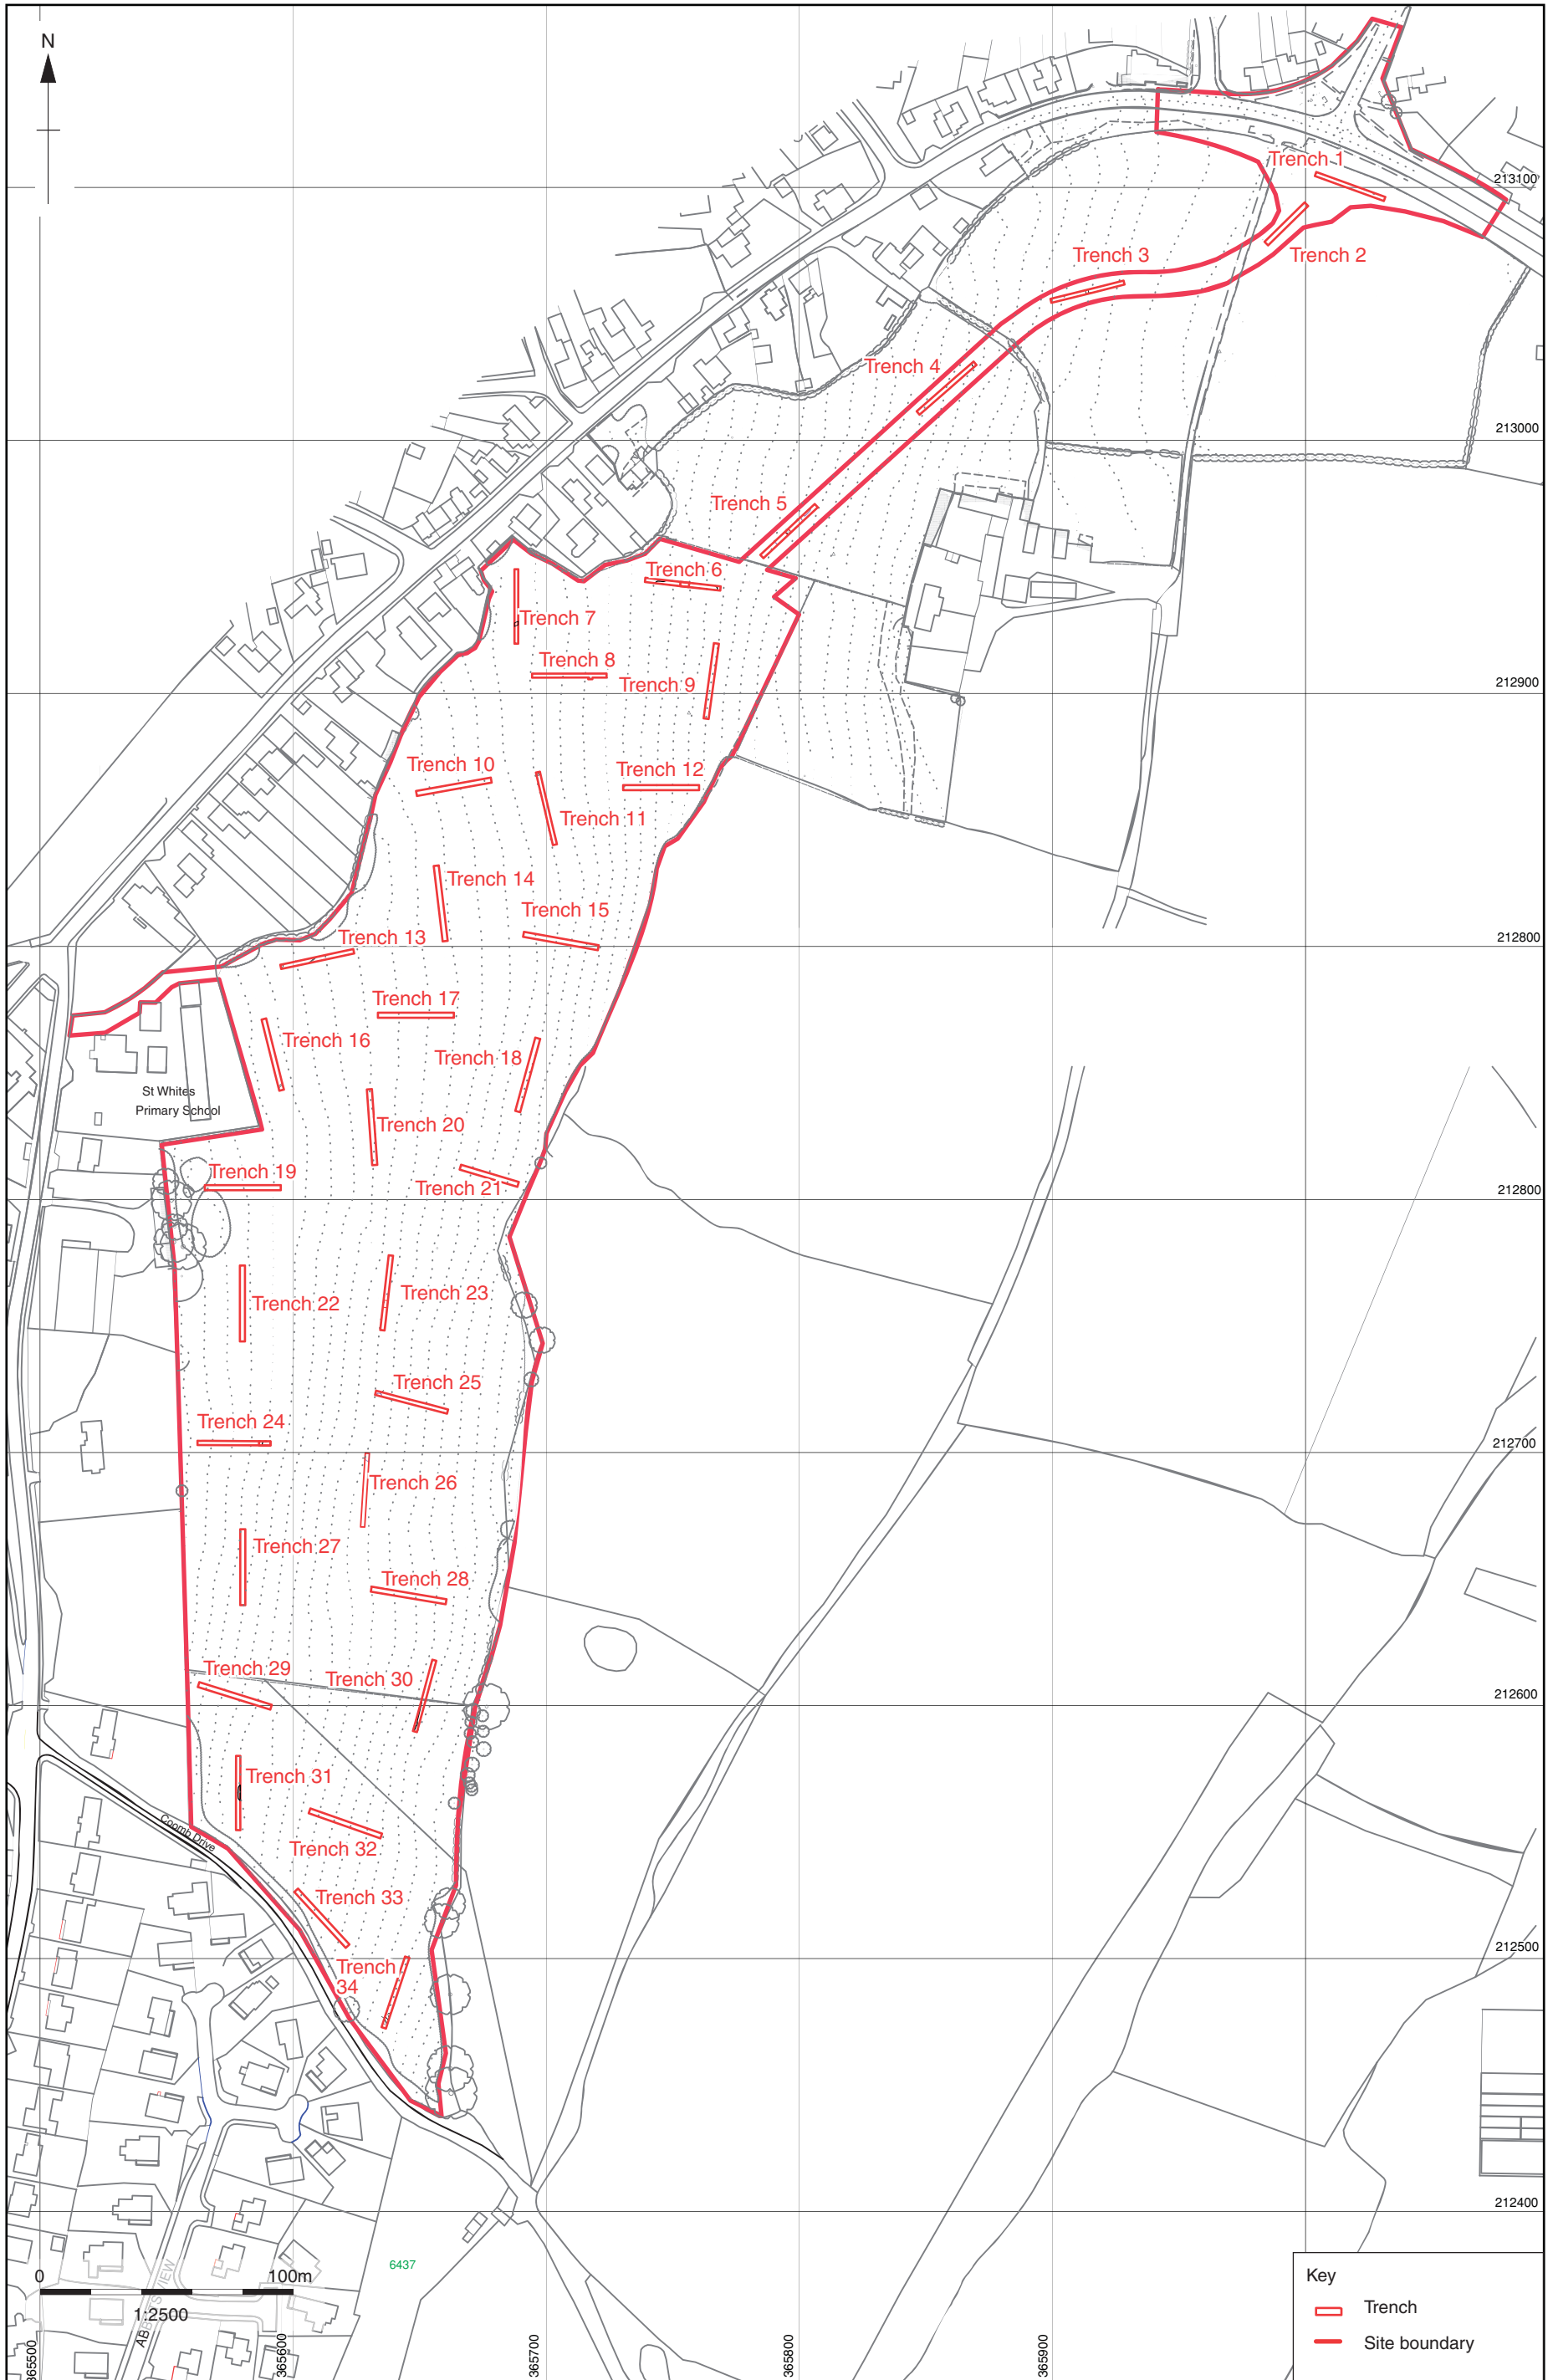 N
Trench 1
213100
Trench 3
Trench 2
Trench 4
213000
Trench 5
Trench 6
Trench 7
Trench 8
Trench 9
212900
Trench 10
Trench 12
Trench 11
Trench 14
Trench 15
Trench 13
212800
Trench 17
Trench 16
Trench 18
St Whites
Primary School
Trench 20
Trench 19
Trench 21
212800
Trench 23
Trench 22
Trench 25
Trench 24
212700
Trench 26
Trench 27
Trench 28
Trench 29
Trench 30
212600
Trench 31
Coomb Drive
Trench 32
Trench 33
212500
Trench
34
212400
6437
0 100m
1:2500
365500
365600
365700
365800
365900
Key
Trench
Site boundary